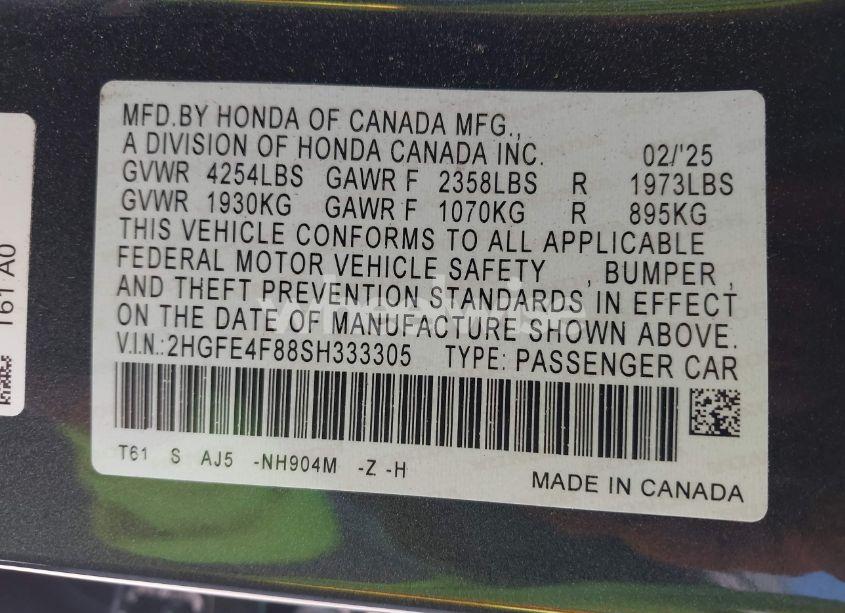 MFD.BY HONDA OF CANADA MFG.,
A DIVISION OF HONDA CANADA INC. 02/'25
GVWR 4254LBS GAWR F 2358LBS R 1973LBS
GVWR 1930KG GAWR F 1070KG R 895KG
THIS VEHICLE CONFORMS TO ALL APPLICABLE
FEDERAL MOTOR VEHICLE SAFETY , BUMPER ,
AND THEFT PREVENTION STANDARDS IN EFFECT
ON THE DATE OF MANUFACTURE SHOWN ABOVE.
V.I.N.:2HGFE4F88SH333305 TYPE: PASSENGER CAR
T61 S AJ5 -NH904M -Z -H
MADE IN CANADA
T61 A0